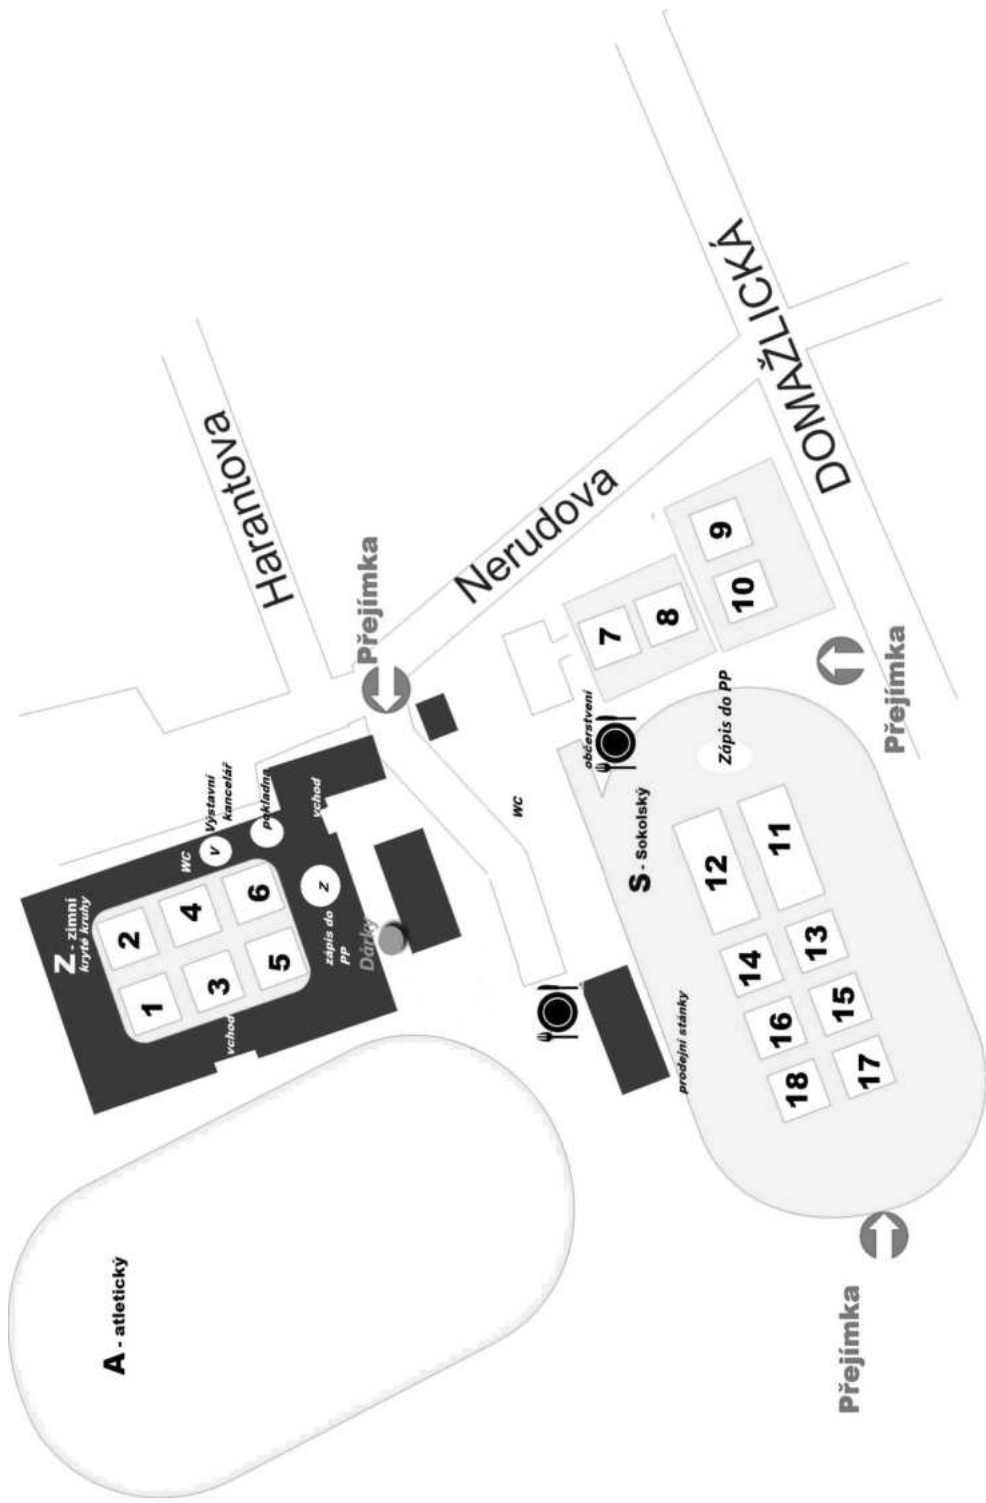 A - atletický
Z - zimní
kryté kruhy
1
2
3
4
5
6
WC
Výstavní
kancelář
V
pokladna
vchod
vchod
Z
zápis do
PP
Dárky
Harantova
Přejímka
Nerudova
WC
občerstvení
prodejní stánky
S - Sokolský
7
8
9
10
Zápis do PP
12
11
14
13
16
15
18
17
DOMAŽLICKÁ
Přejímka
Přejímka